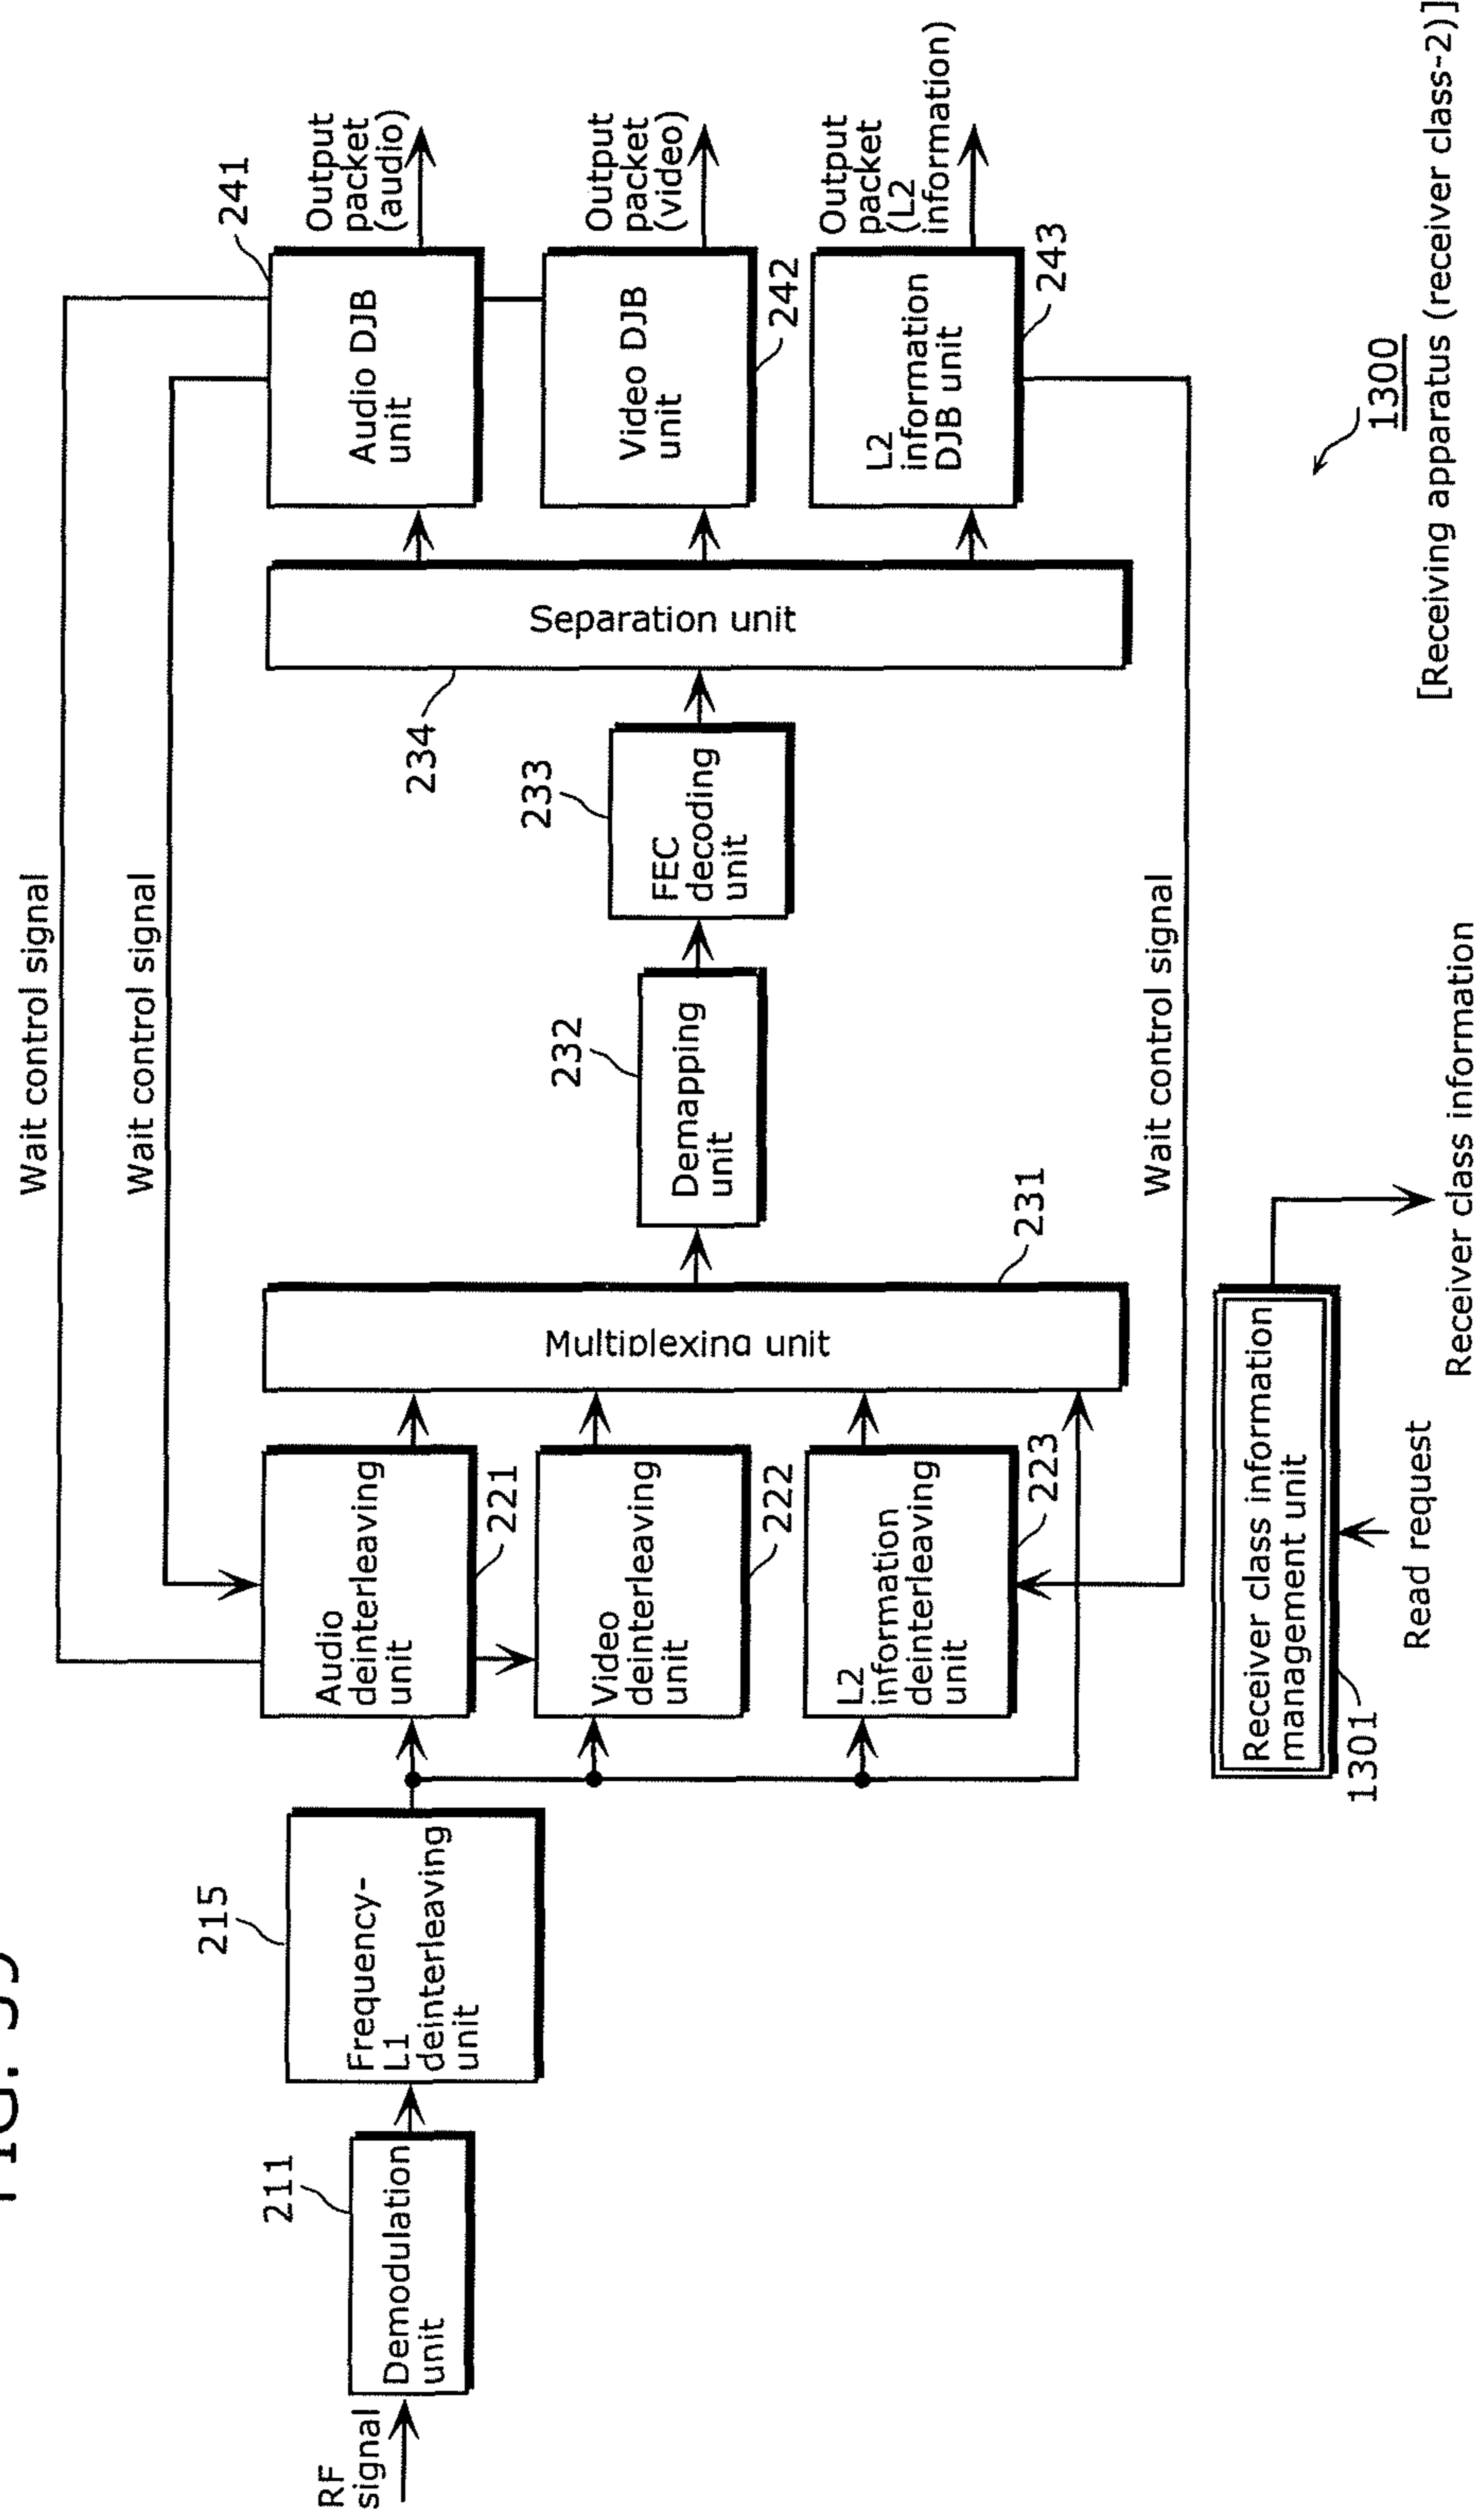 Wait control signal
Wait control signal
RF
signal
211
Demodulation
unit
215
Frequency-
L1
deinterleaving
unit
Audio
deinterleaving
unit
221
Video
deinterleaving
unit
222
L2
information
deinterleaving
unit
223
Multiplexing unit
231
232
Demapping
unit
233
FEC
decoding
unit
234
Separation unit
241
Audio DJB
unit
Video DJB
unit
242
L2
information
DJB unit
243
Output
packet
(audio)
Output
packet
(video)
Output
packet
(L2
information)
Wait control signal
1301
Receiver class information
management unit
Read request
Receiver class information
1300
[Receiving apparatus (receiver class-2)]